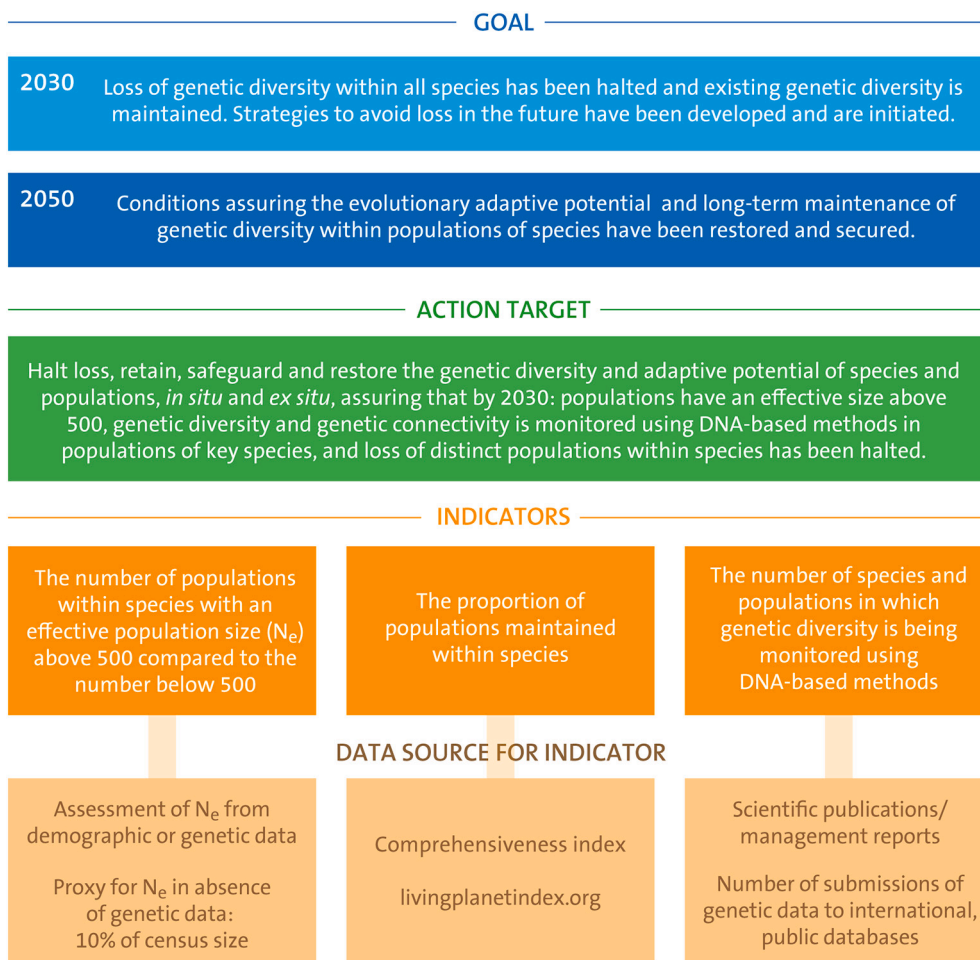 GOAL
2030
Loss of genetic diversity within all species has been halted and existing genetic diversity is
maintained. Strategies to avoid loss in the future have been developed and are initiated.
2050
Conditions assuring the evolutionary adaptive potential and long-term maintenance of
genetic diversity within populations of species have been restored and secured.
ACTION TARGET
Halt loss, retain, safeguard and restore the genetic diversity and adaptive potential of species and
populations, in situ and ex situ, assuring that by 2030: populations have an effective size above
500, genetic diversity and genetic connectivity is monitored using DNA-based methods in
populations of key species, and loss of distinct populations within species has been halted.
INDICATORS
The number of populations
within species with an
effective population size (Ne)
above 500 compared to the
number below 500
The proportion of
populations maintained
within species
The number of species and
populations in which
genetic diversity is being
monitored using
DNA-based methods
DATA SOURCE FOR INDICATOR
Assessment of Ne from
demographic or genetic data
Proxy for Ne in absence
of genetic data:
10% of census size
Comprehensiveness index
livingplanetindex.org
Scientific publications/
management reports
Number of submissions of
genetic data to international,
public databases